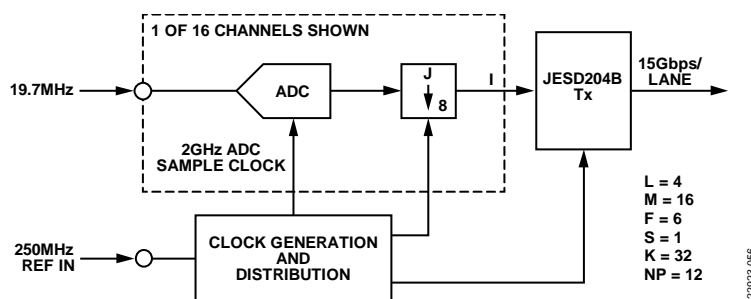 1 OF 16 CHANNELS SHOWN
19.7MHz
ADC
J
8
I
JESD204B
Tx
15Gbps/
LANE
2GHz ADC
SAMPLE CLOCK
250MHz
REF IN
CLOCK GENERATION
AND
DISTRIBUTION
L = 4
M = 16
F = 6
S = 1
K = 32
NP = 12